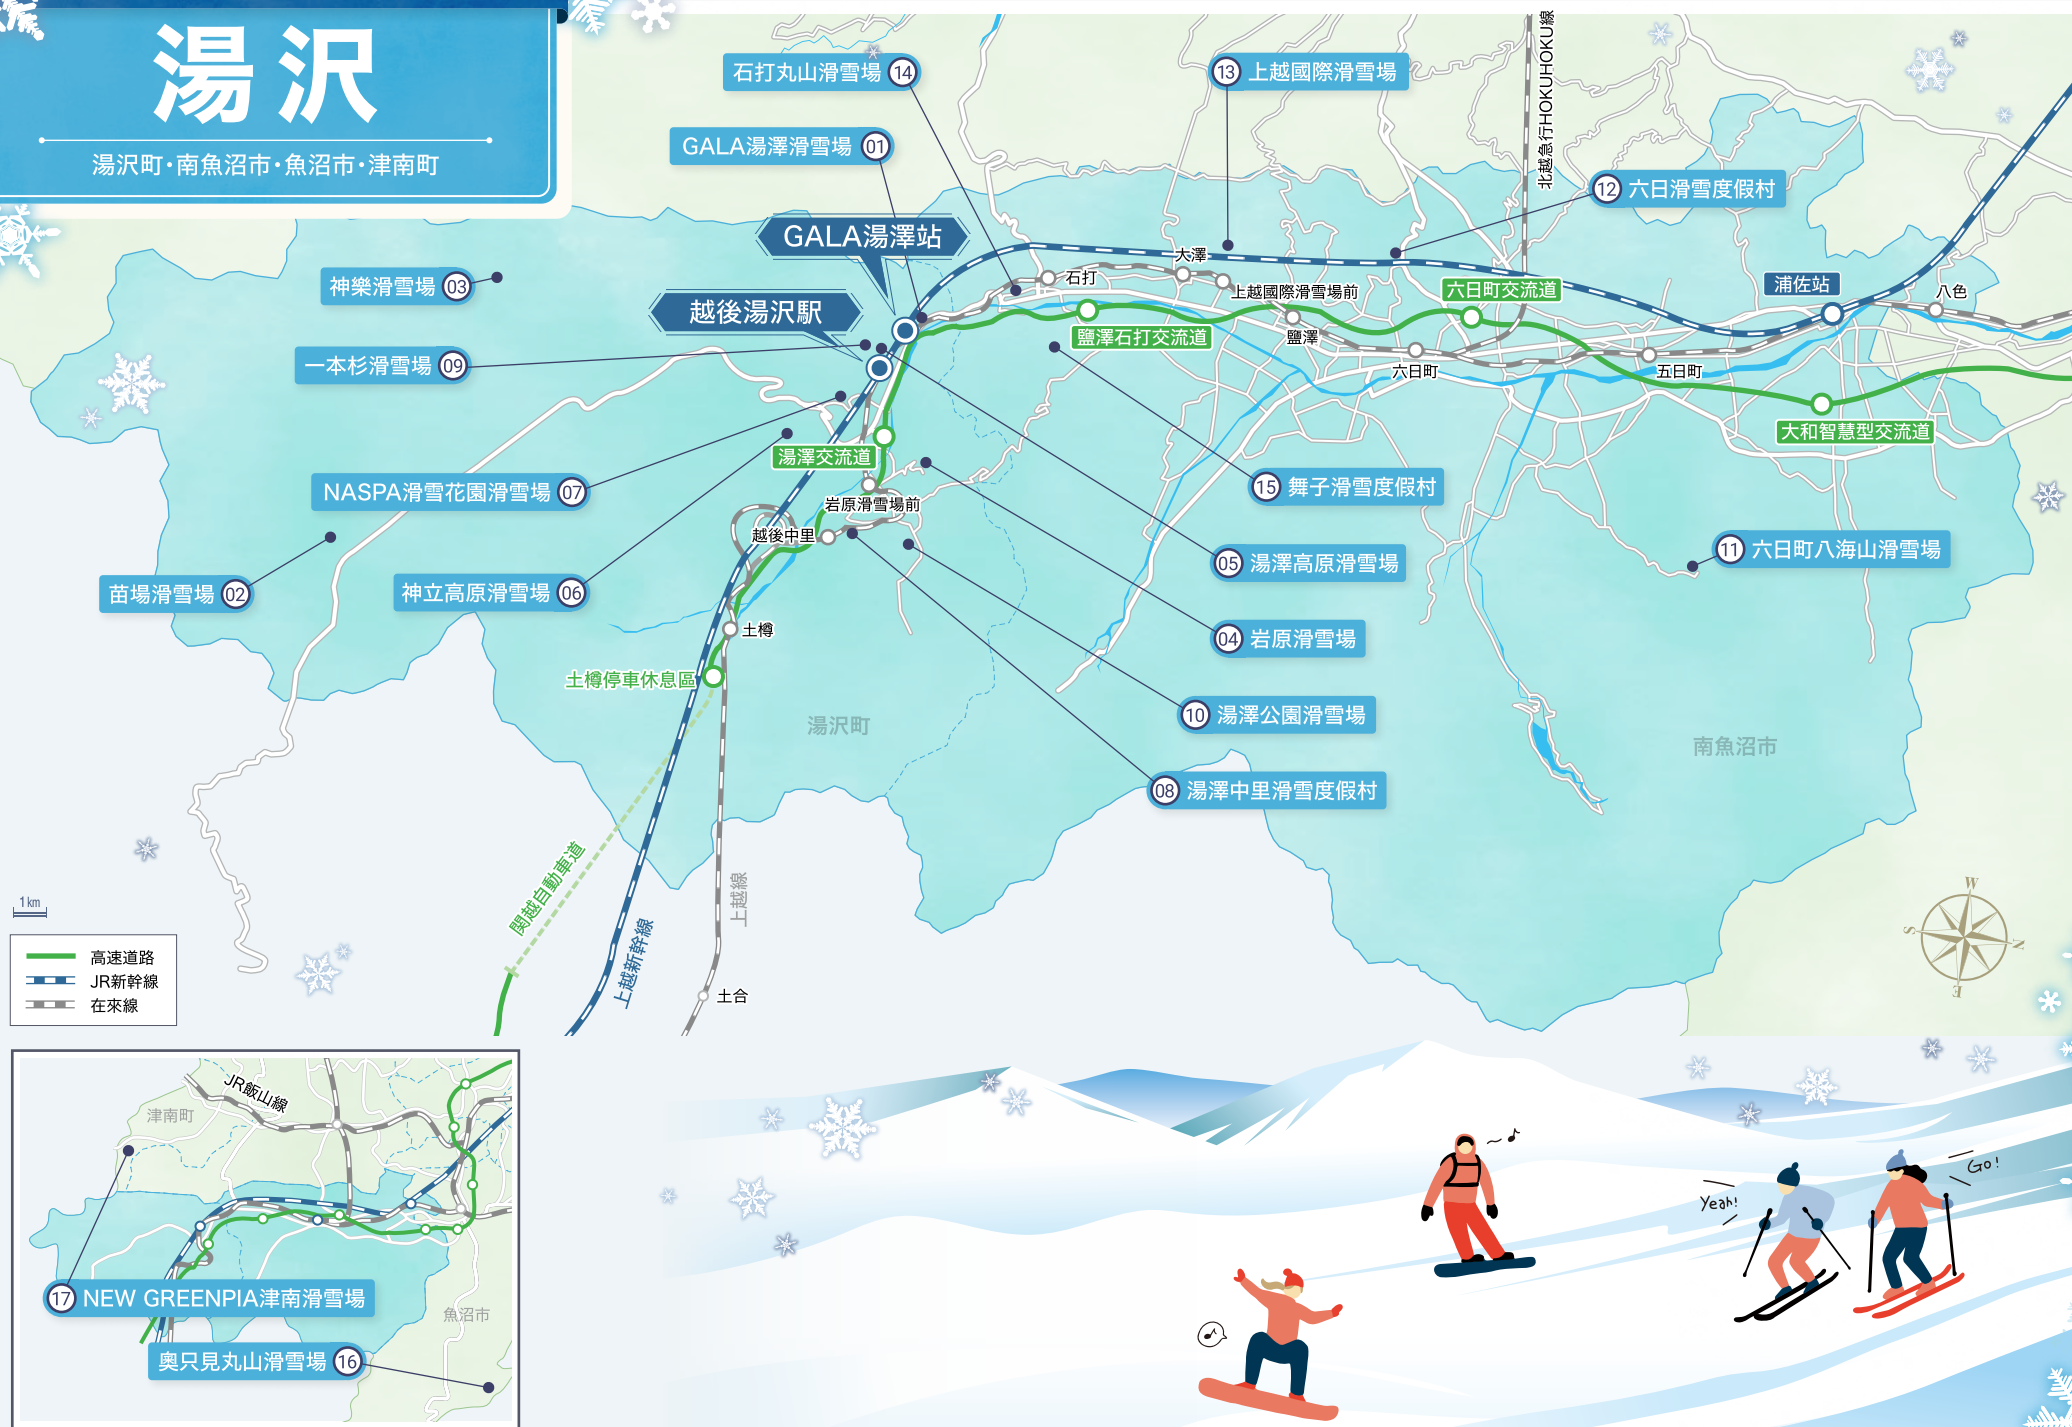 湯沢
湯沢町・南魚沼市・魚沼市・津南町
石打丸山滑雪場 14
13 上越國際滑雪場
北越急行HOKUHOKU線
GALA湯澤滑雪場 01
12 六日滑雪度假村
GALA湯澤站
大澤
神樂滑雪場 03
石打
上越國際滑雪場前
六日町交流道
浦佐站
八色
越後湯沢駅
鹽澤石打交流道
鹽澤
一本杉滑雪場 09
六日町
五日町
大和智慧型交流道
湯澤交流道
NASPA滑雪花園滑雪場 07
岩原滑雪場前
15 舞子滑雪度假村
越後中里
11 六日町八海山滑雪場
05 湯澤高原滑雪場
苗場滑雪場 02
神立高原滑雪場 06
土樽
04 岩原滑雪場
土樽停車休息區
10 湯澤公園滑雪場
湯沢町
南魚沼市
08 湯澤中里滑雪度假村
関越自動車道
上越線
上越新幹線
土合
1km
高速道路
JR新幹線
在來線
W
S
N
E
JR飯山線
津南町
17 NEW GREENPIA津南滑雪場
魚沼市
奧只見丸山滑雪場 16
Yeah!
Go!